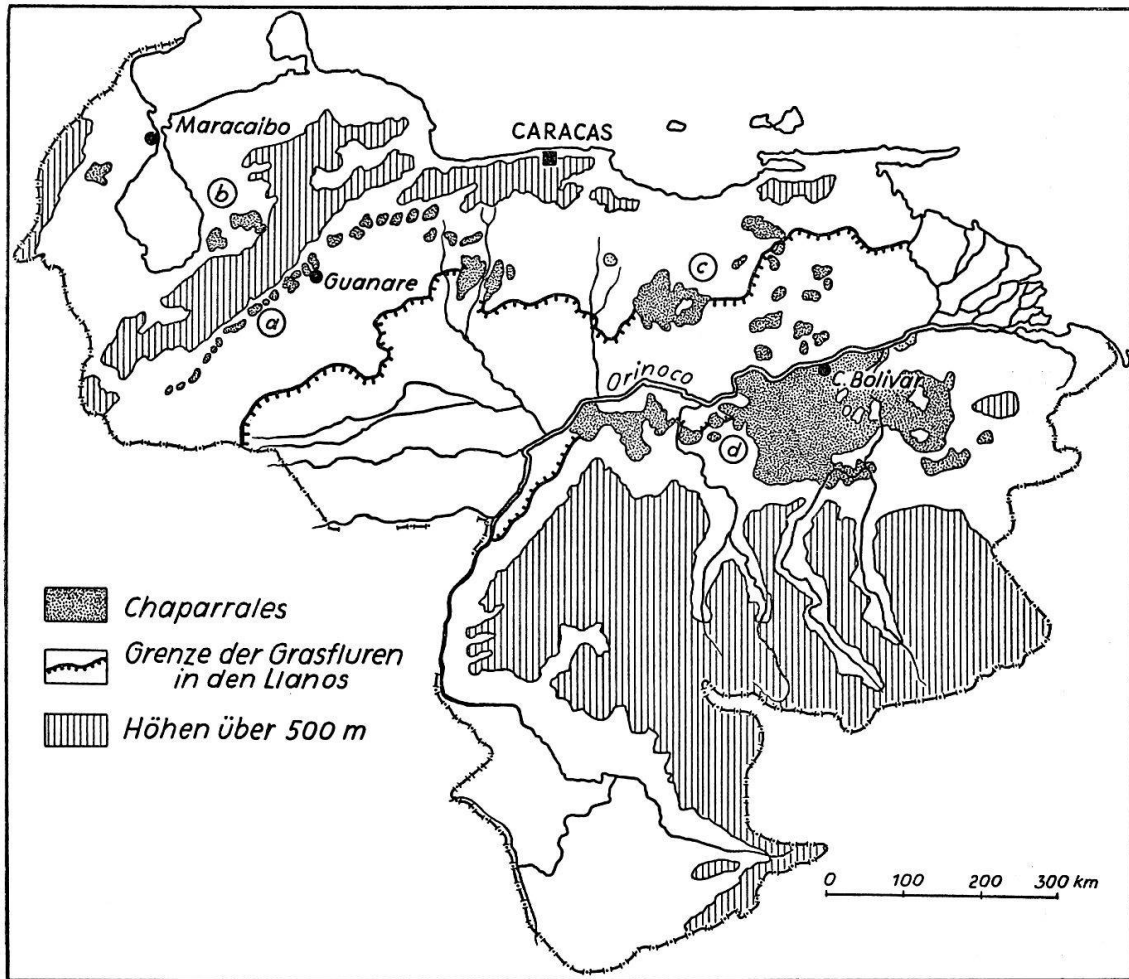 Maracaibo
CARACAS
b
c
Guanare
a
Orinoco
C. Bolivar
d
Chaparrales
Grenze der Grasfluren
in den Llanos
Höhen über 500 m
0 100 200 300 km